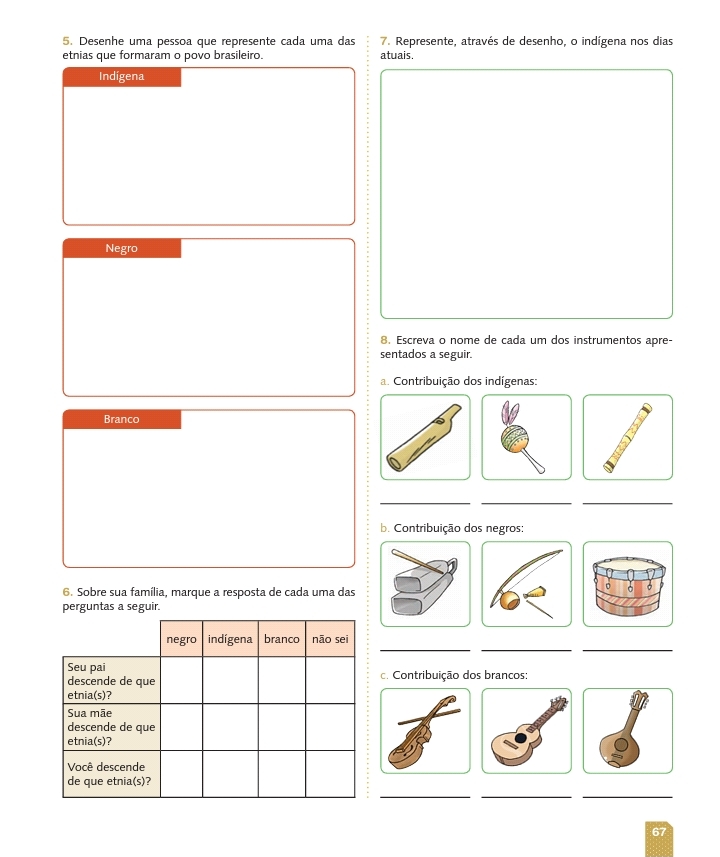 5. Desenhe uma pessoa que represente cada uma das
etnias que formaram o povo brasileiro.
Indígena
Negro
Branco
6. Sobre sua família, marque a resposta de cada uma das
perguntas a seguir.
negro indígena branco não sei
Seu pai
descende de que
etnia(s)?
Sua mãe
descende de que
etnia(s)?
Você descende
de que etnia(s)?
7. Represente, através de desenho, o indígena nos dias
atuais.
8. Escreva o nome de cada um dos instrumentos apre-
sentados a seguir.
a. Contribuição dos indígenas:
b. Contribuição dos negros:
c. Contribuição dos brancos:
67